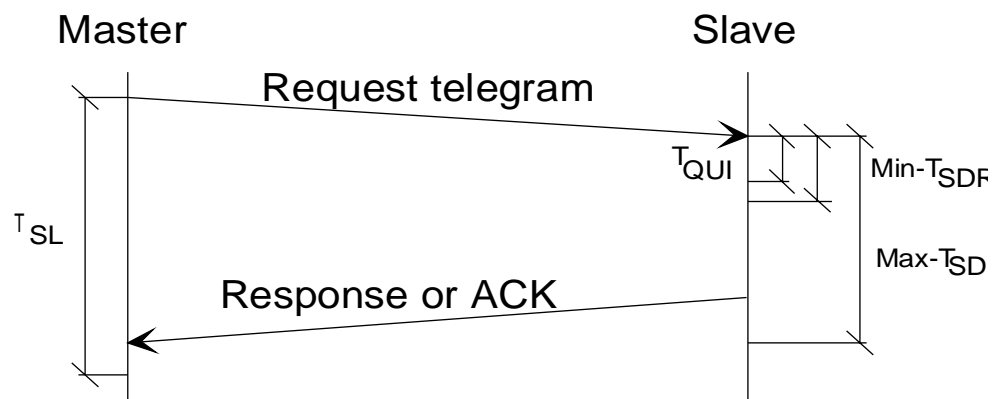 Master
Slave
Request telegram
TQUI
Min-TSDR
TSL
Max-TSD
Response or ACK